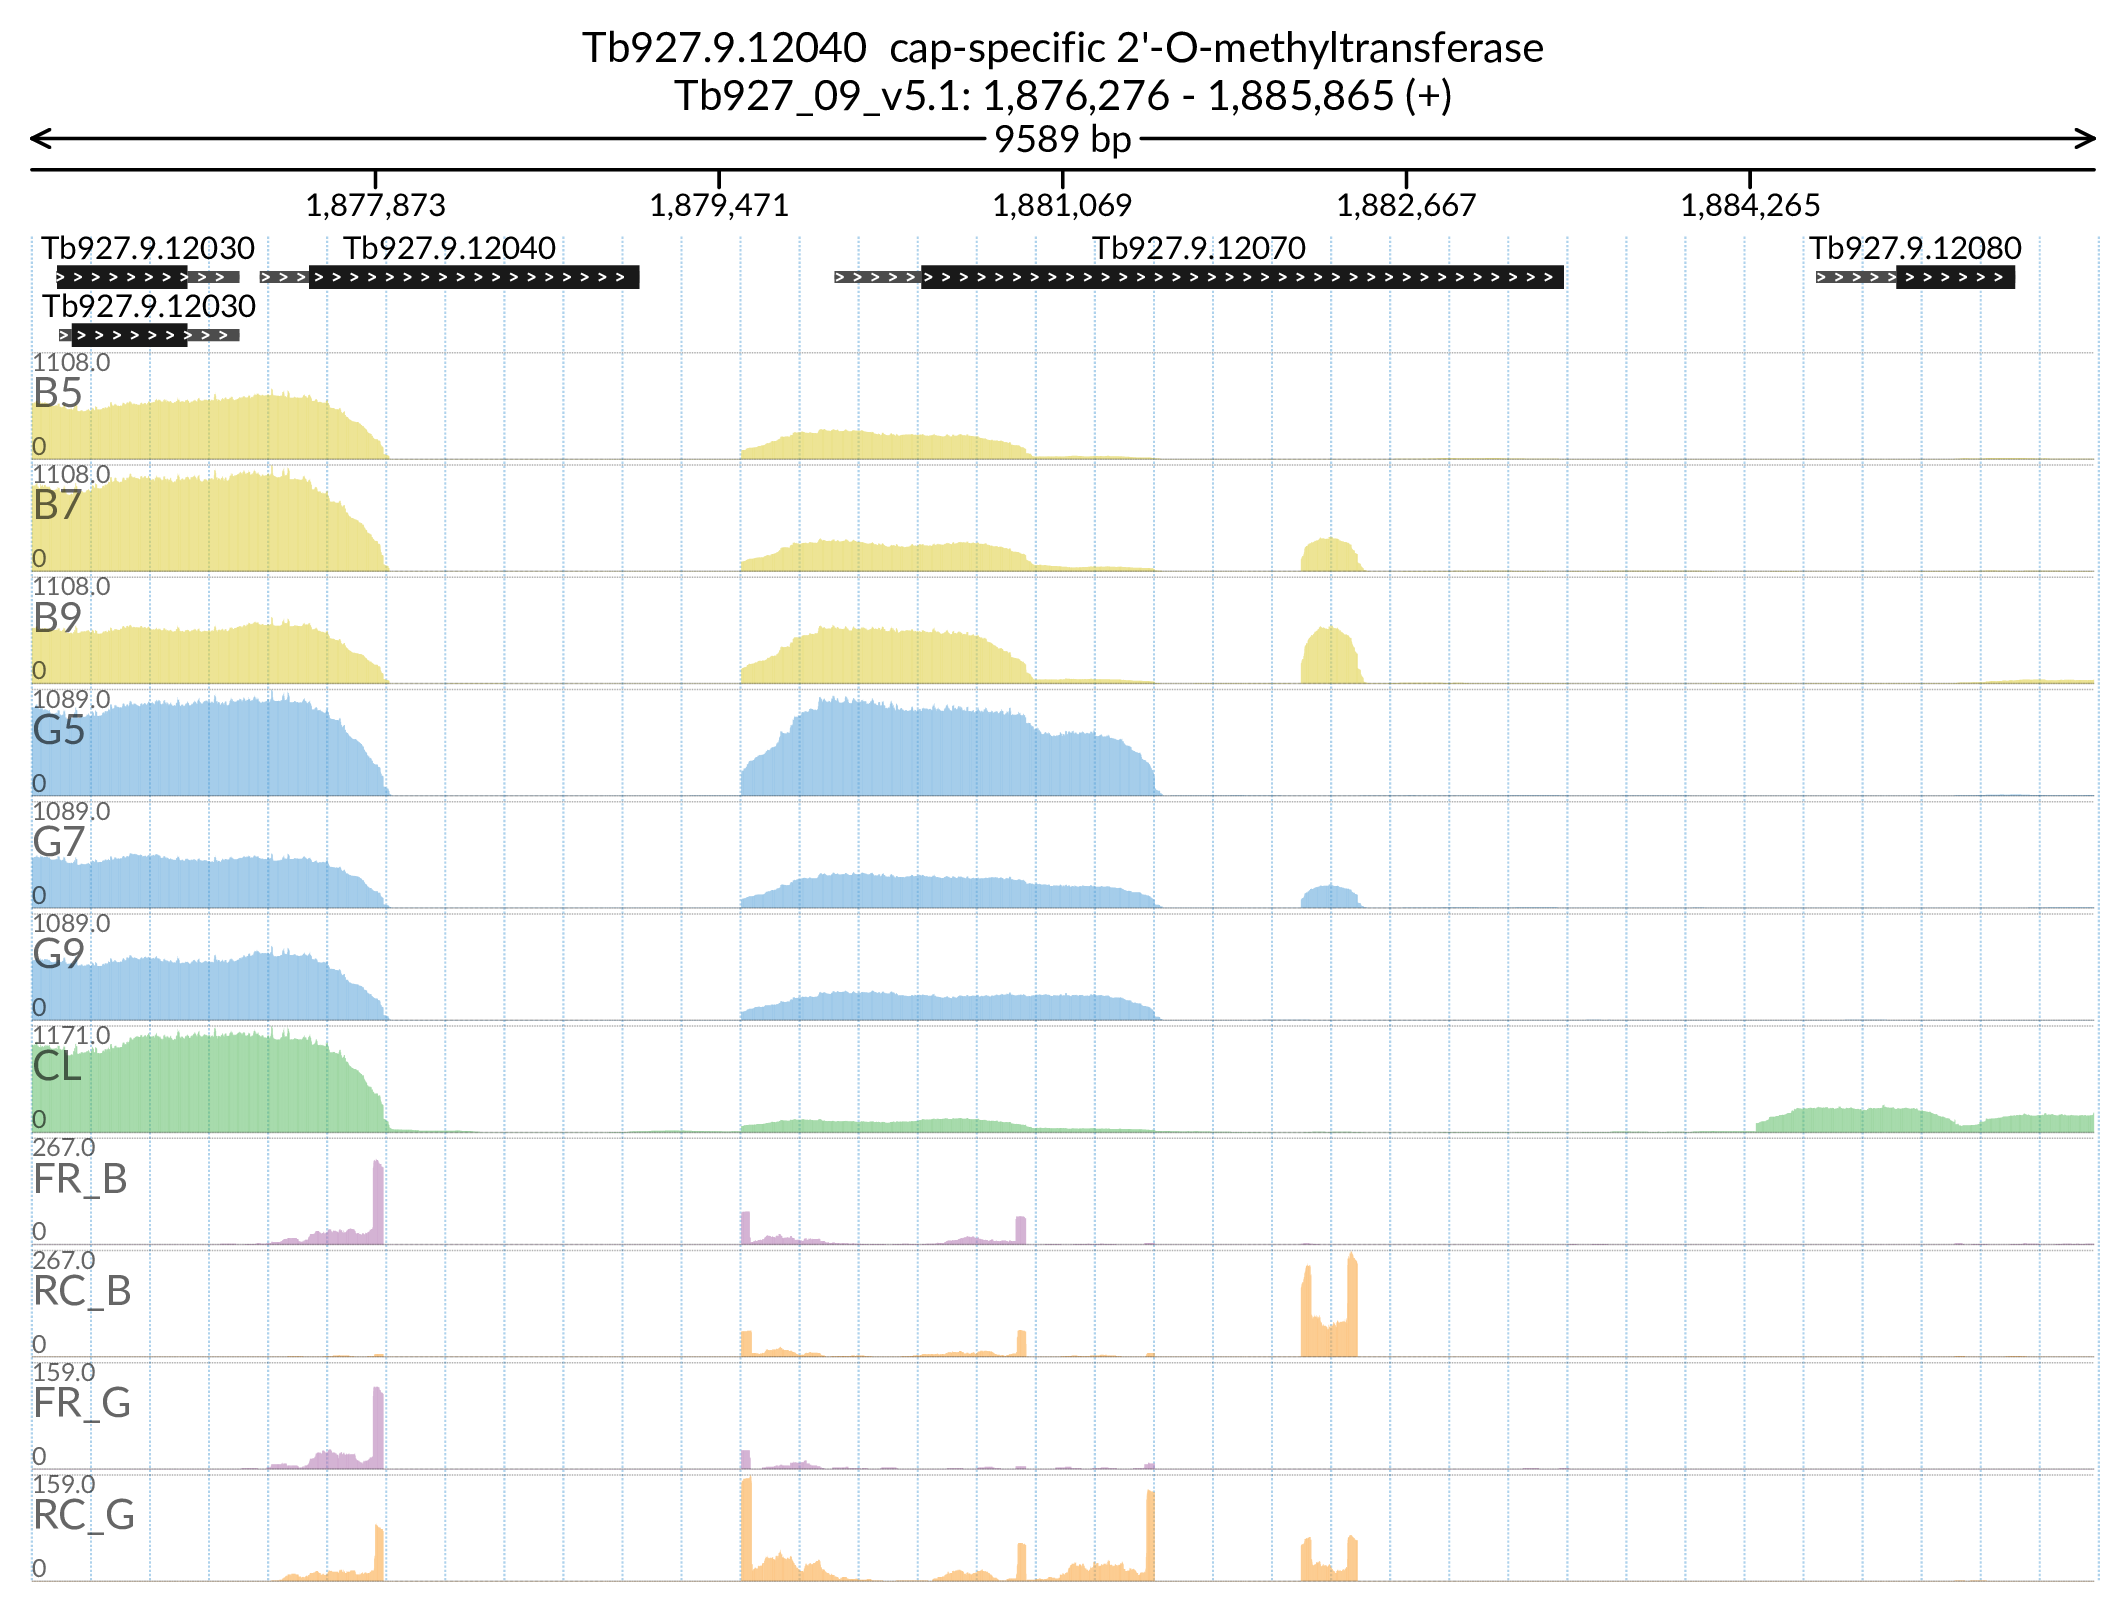 Tb927.9.12040  cap-specific 2'-O-methyltransferase
Tb927_09_v5.1: 1,876,276 - 1,885,865 (+)
9589 bp
1,877,873 1,879,471 1,881,069 1,882,667 1,884,265
Tb927.9.12030 Tb927.9.12040 Tb927.9.12070 Tb927.9.12080
Tb927.9.12030
1108.0
B5
0
1108.0
B7
0
1108.0
B9
0
1089.0
G5
0
1089.0
G7
0
1089.0
G9
0
1171.0
CL
0
267.0
FR_B
0
267.0
RC_B
0
159.0
FR_G
0
159.0
RC_G
0